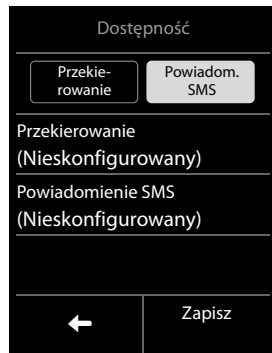 Dostępność
Przekie-
rowanie
Powiadom.
SMS
Przekierowanie
(Nieskonfigurowany)
Powiadomienie SMS
(Nieskonfigurowany)
Zapisz